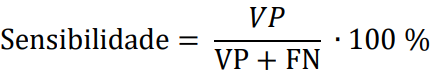 Sensibilidade = VP / (VP + FN) · 100 %